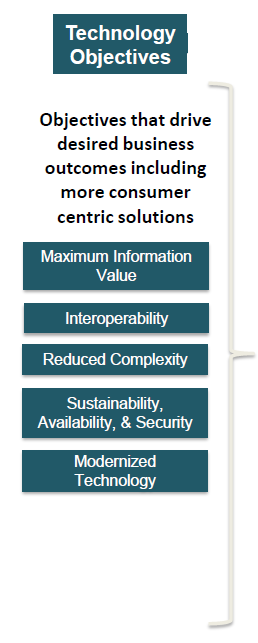 Technology
Objectives
Objectives that drive
desired business
outcomes including
more consumer
centric solutions
Maximum Information
Value
Interoperability
Reduced Complexity
Sustainability,
Availability, & Security
Modernized
Technology